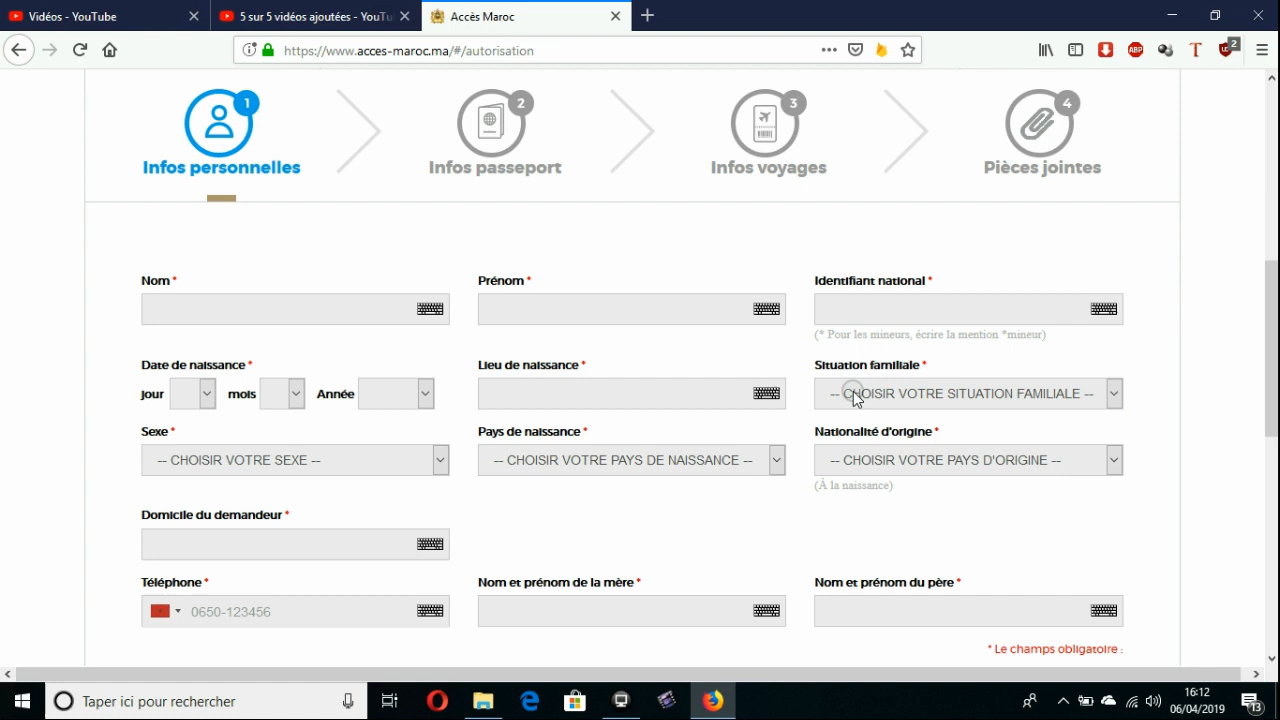 Vidéos - YouTube
5 sur 5 vidéos ajoutées - YouTu
Accès Maroc
https://www.acces-maroc.ma/#/autorisation
ABP
T
2
1
2
3
4
Infos personnelles
Infos passeport
Infos voyages
Pièces jointes
Nom *
Prénom *
Identifiant national *
(* Pour les mineurs, écrire la mention *mineur)
Date de naissance *
Lieu de naissance *
Situation familiale *
jour
mois
Année
-- CHOISIR VOTRE SITUATION FAMILIALE --
Sexe *
Pays de naissance *
Nationalité d'origine *
-- CHOISIR VOTRE SEXE --
-- CHOISIR VOTRE PAYS DE NAISSANCE --
-- CHOISIR VOTRE PAYS D'ORIGINE --
(À la naissance)
Domicile du demandeur *
Téléphone *
Nom et prénom de la mère *
Nom et prénom du père *
0650-123456
* Le champs obligatoire :
Taper ici pour rechercher
16:12
06/04/2019
13